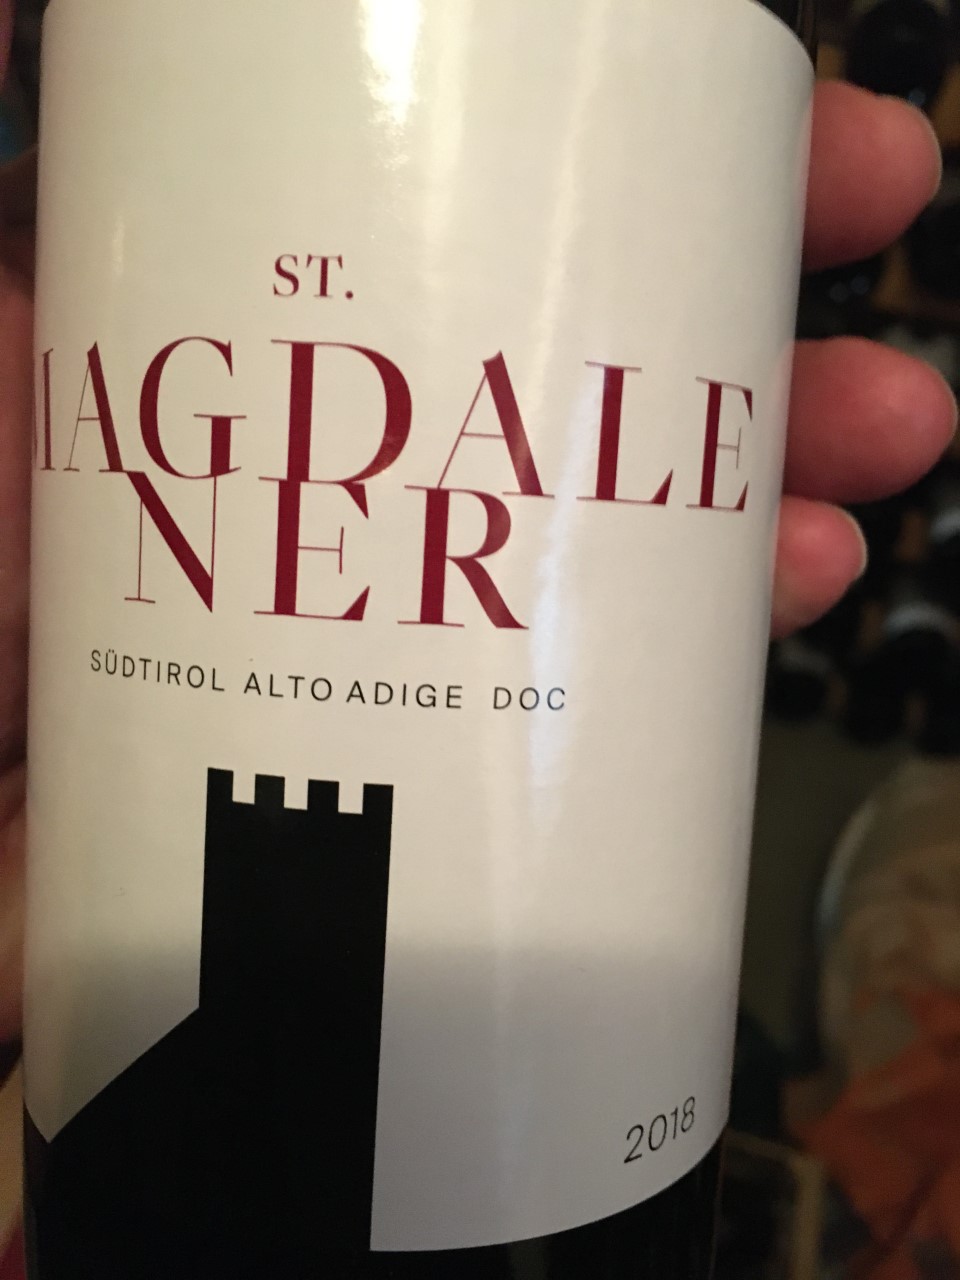 ST.
MAGDALE
NER
SÜDTIROL ALTO ADIGE DOC
2018